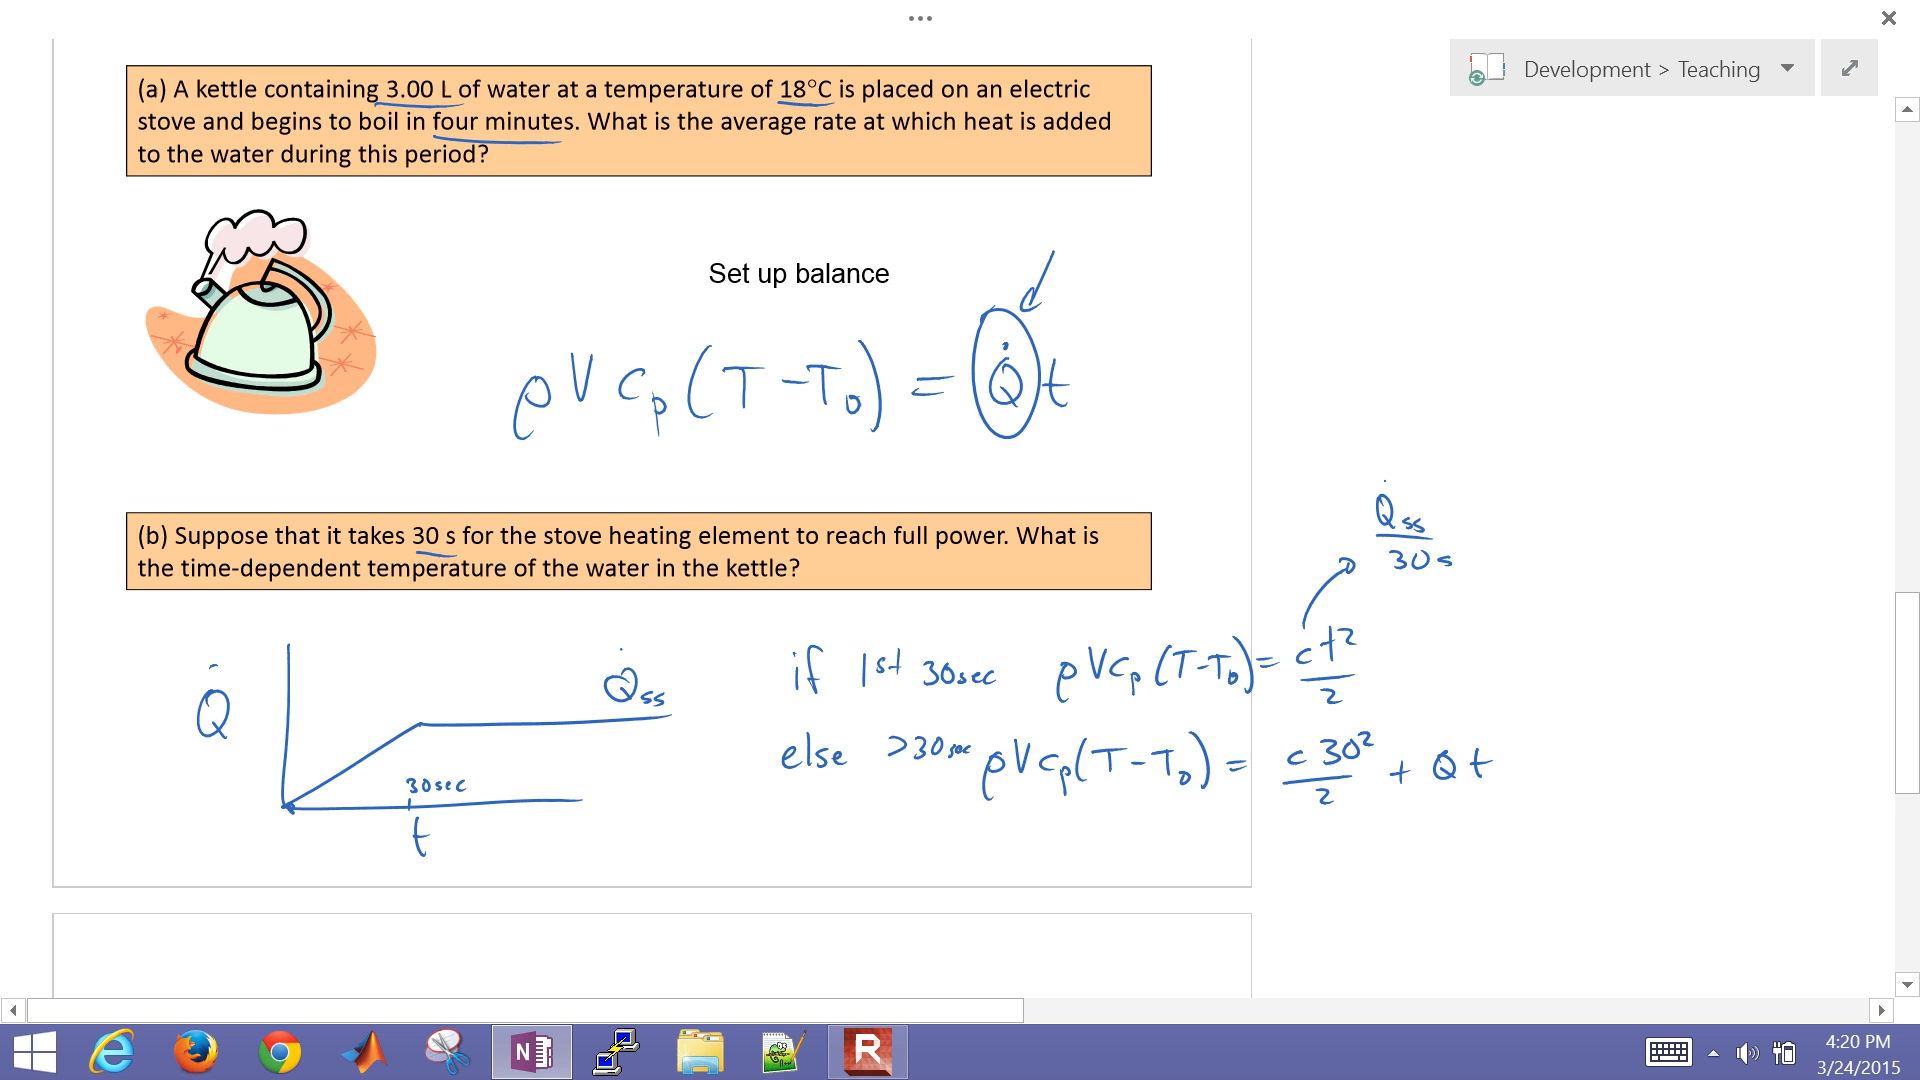 Development > Teaching
(a) A kettle containing 3.00 L of water at a temperature of 18°C is placed on an electric
stove and begins to boil in four minutes. What is the average rate at which heat is added
to the water during this period?
Set up balance
ρVcₚ(T-T₀) = Q̇t
(b) Suppose that it takes 30 s for the stove heating element to reach full power. What is
the time-dependent temperature of the water in the kettle?
Q̇ss
30s
Q̇
Q̇ss
30sec
t
if 1st 30sec ρVcₚ(T-T₀) = ct²/2
else >30sec ρVcₚ(T-T₀) = c30²/2 + Qt
N
R
4:20 PM
3/24/2015